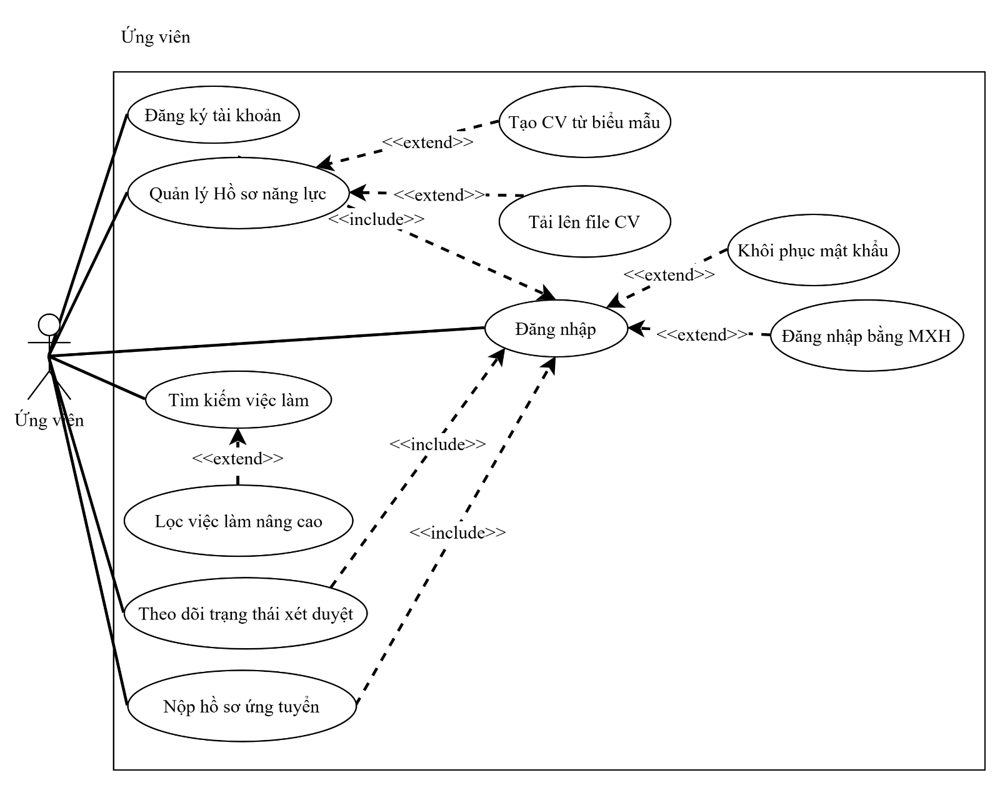 Ứng viên
Đăng ký tài khoản
Tạo CV từ biểu mẫu
<<extend>>
Quản lý Hồ sơ năng lực
<<extend>>
<<include>>
Tải lên file CV
Khôi phục mật khẩu
<<extend>>
Đăng nhập
<<extend>>
Đăng nhập bằng MXH
Tìm kiếm việc làm
Ứng viên
<<include>>
<<extend>>
Lọc việc làm nâng cao
<<include>>
Theo dõi trạng thái xét duyệt
Nộp hồ sơ ứng tuyển